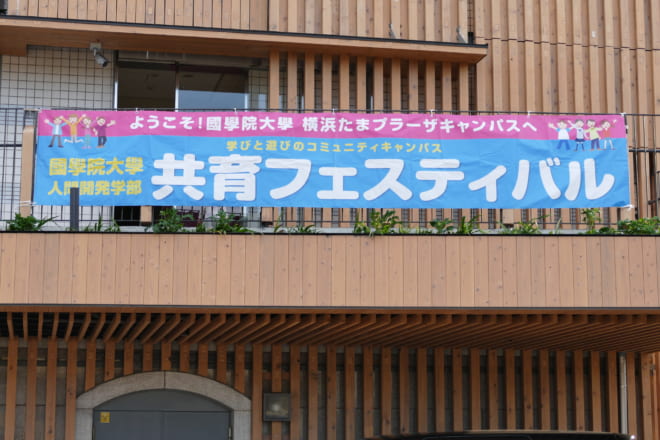 ようこそ!國學院大學 横浜たまプラーザキャンパスへ
学びと遊びのコミュニティキャンパス
國學院大學
人間開発学部
共育フェスティバル